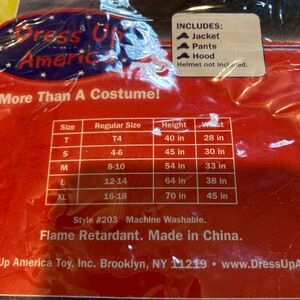 Dress Up
America
INCLUDES:
Jacket
Pants
Hood
Helmet not included.
More Than A Costume!
Size Regular Size Height Waist
T T4 40 in 28 in
S 4-6 45 in 30 in
M 8-10 54 in 33 in
L 12-14 64 in 38 in
XL 16-18 70 in 45 in
Style #203 Machine Washable.
Flame Retardant. Made in China.
Up America Toy, Inc. Brooklyn, NY 11219 • www.DressUpA